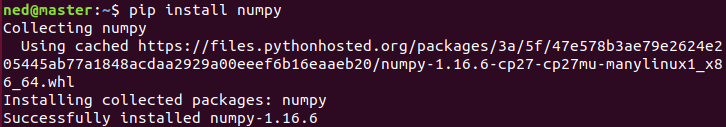 ned@master:~$ pip install numpy
Collecting numpy
  Using cached https://files.pythonhosted.org/packages/3a/5f/47e578b3ae79e2624e2
05445ab77a1848acdaa2929a00eeef6b16eaaeb20/numpy-1.16.6-cp27-cp27mu-manylinux1_x8
6_64.whl
Installing collected packages: numpy
Successfully installed numpy-1.16.6